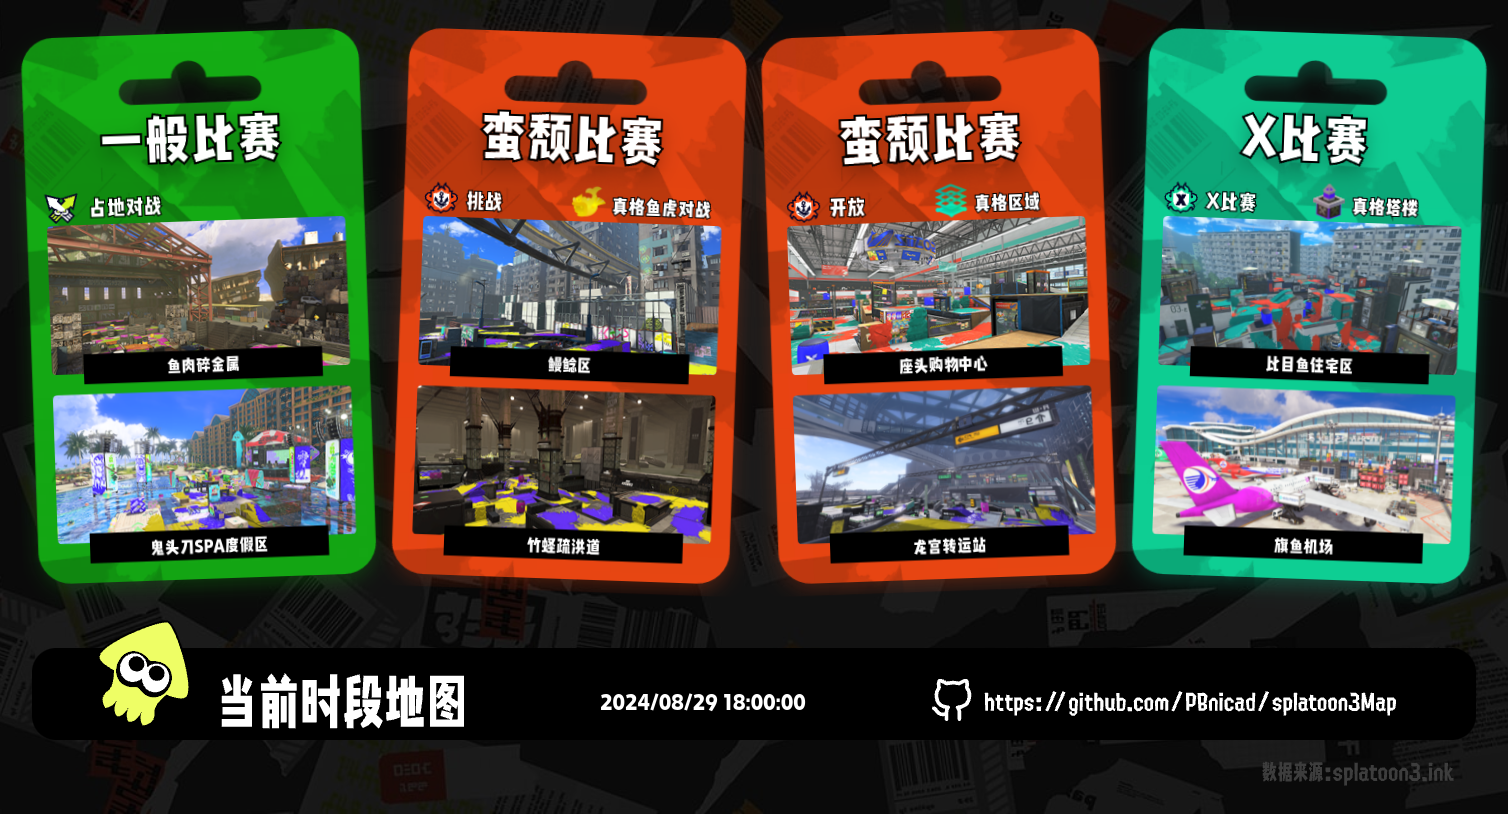 一般比赛
占地对战
鱼肉碎金属
鬼头刀SPA度假区
蛮颓比赛
挑战
真格鱼虎对战
鳗鲶区
竹蛏疏洪道
蛮颓比赛
开放
真格区域
座头购物中心
龙宫转运站
X比赛
X比赛
真格塔楼
比目鱼住宅区
旗鱼机场
当前时段地图
2024/08/29 18:00:00
https://github.com/PBnicad/splatoon3Map
数据来源:splatoon3.ink